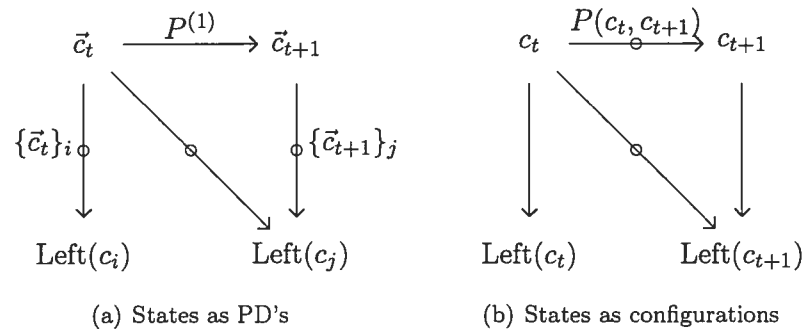 c⃗_t P^(1) c⃗_{t+1} c_t P(c_t, c_{t+1}) c_{t+1}
{c⃗_t}_i {c⃗_{t+1}}_j
Left(c_i) Left(c_j) Left(c_t) Left(c_{t+1})
(a) States as PD's (b) States as configurations